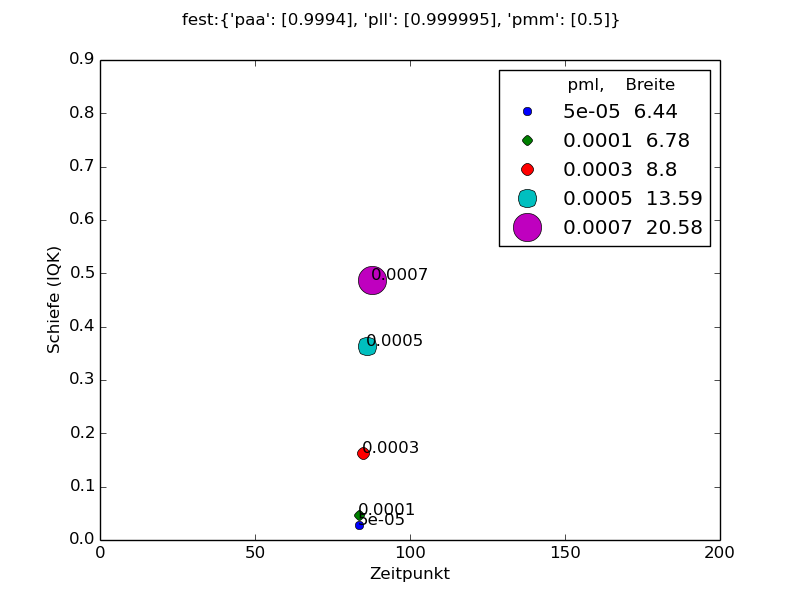 fest:{'paa': [0.9994], 'pll': [0.999995], 'pmm': [0.5]}
0.9
0.8
0.7
0.6
0.5
0.4
0.3
0.2
0.1
0.0
Schiefe (IQK)
pml, Breite
5e-05 6.44
0.0001 6.78
0.0003 8.8
0.0005 13.59
0.0007 20.58
0.0007
0.0005
0.0003
0.0001
5e-05
0 50 100 150 200
Zeitpunkt